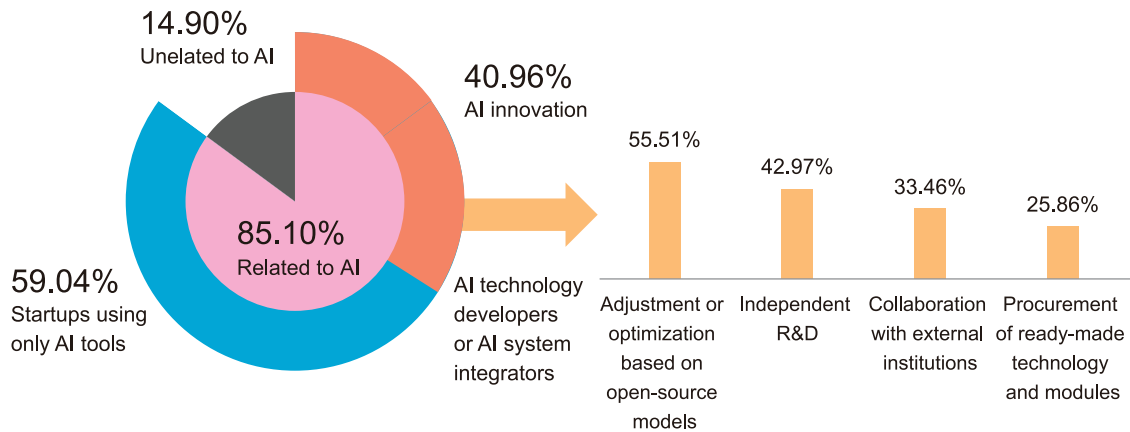 14.90%
Unelated to AI
40.96%
AI innovation
85.10%
Related to AI
59.04%
Startups using
only AI tools
AI technology
developers
or AI system
integrators
55.51%
42.97%
33.46%
25.86%
Adjustment or
optimization
based on
open-source
models
Independent
R&D
Collaboration
with external
institutions
Procurement
of ready-made
technology
and modules